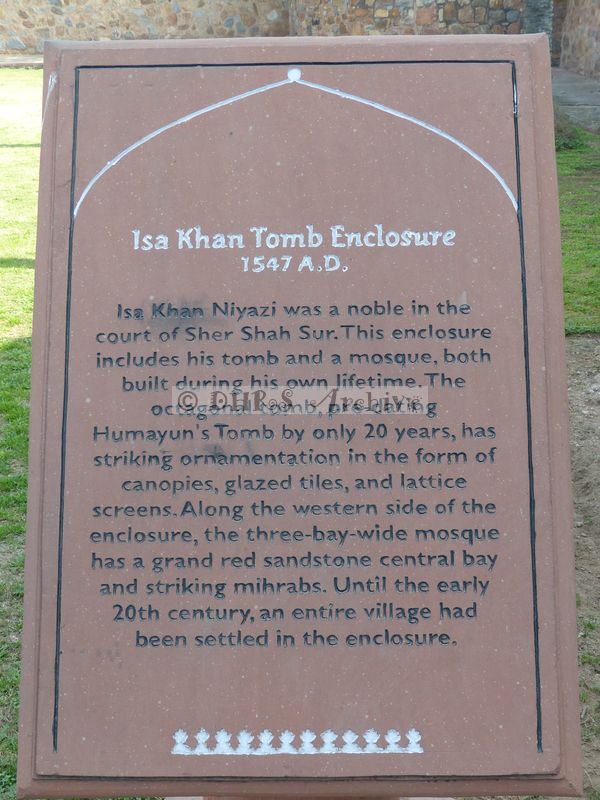 Isa Khan Tomb Enclosure
1547 A.D.
Isa Khan Niyazi was a noble in the
court of Sher Shah Sur. This enclosure
includes his tomb and a mosque, both
built during his own lifetime. The
© DHRS Archive
octagonal tomb, pre-dating
Humayun's Tomb by only 20 years, has
striking ornamentation in the form of
canopies, glazed tiles, and lattice
screens. Along the western side of the
enclosure, the three-bay-wide mosque
has a grand red sandstone central bay
and striking mihrabs. Until the early
20th century, an entire village had
been settled in the enclosure.